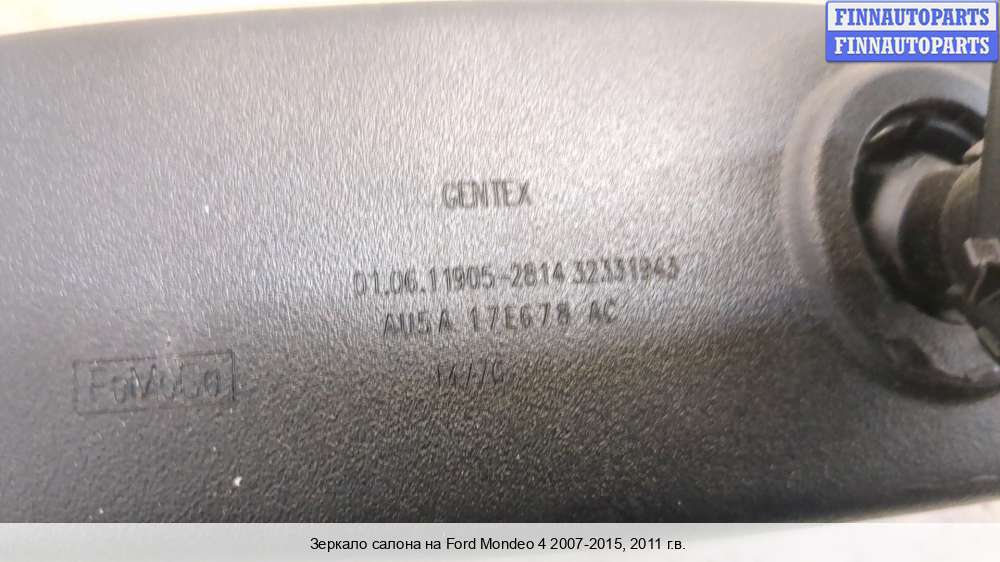 FINNAUTOPARTS
FINNAUTOPARTS
GENTEX
01.06.11905-2814 32331943
AU5A 17E678 AC
FoMoCo
Зеркало салона на Ford Mondeo 4 2007-2015, 2011 г.в.